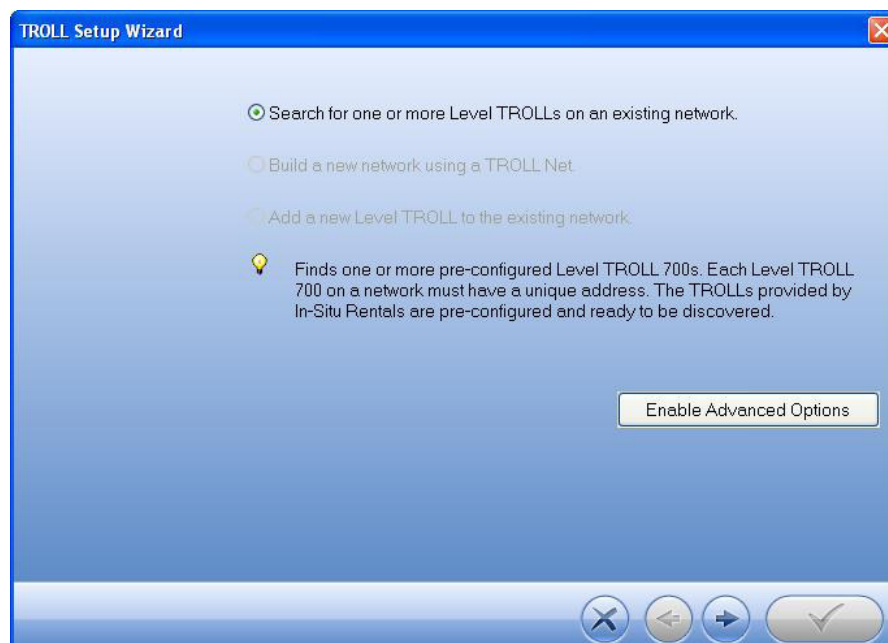 TROLL Setup Wizard
Search for one or more Level TROLLs on an existing network.
Build a new network using a TROLL Net.
Add a new Level TROLL to the existing network.
Finds one or more pre-configured Level TROLL 700s. Each Level TROLL
700 on a network must have a unique address. The TROLLs provided by
In-Situ Rentals are pre-configured and ready to be discovered.
Enable Advanced Options